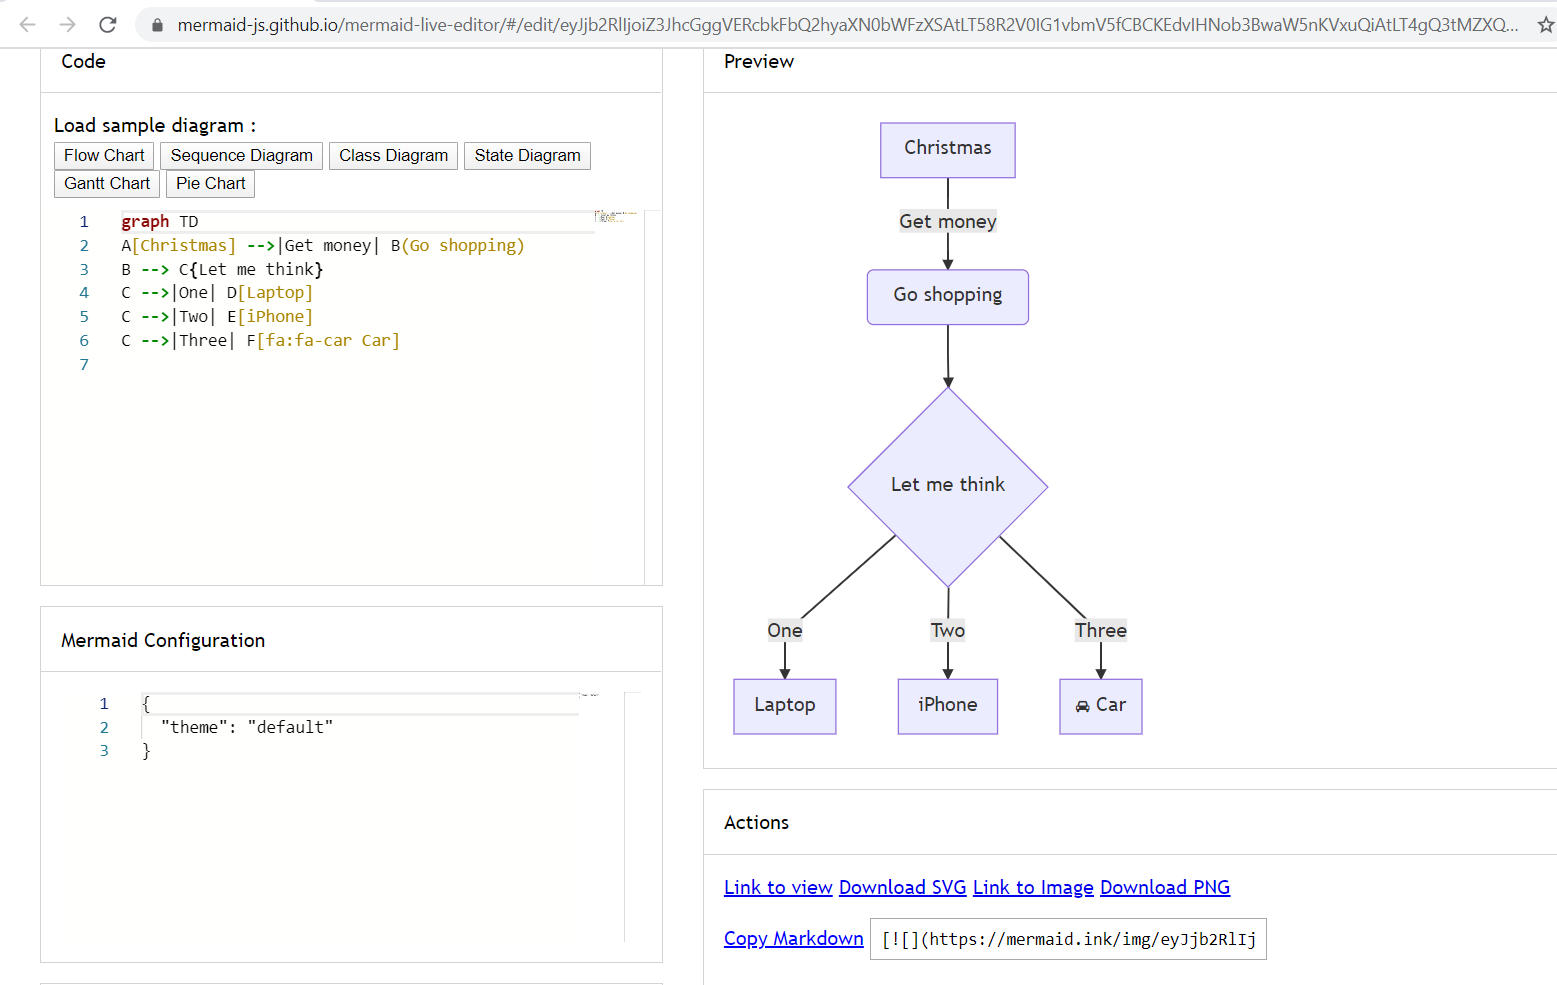 mermaid-js.github.io/mermaid-live-editor/#/edit/eyJjb2RlIjoiZ3JhcGggVERcbkFbQ2hyaXN0bWFzXSAtLT58R2V0IG1vbmV5fCBCKEdvIHNob3BwaW5nKVxuQiAtLT4gQ3tMZXQ...
Code
Load sample diagram :
Flow Chart Sequence Diagram Class Diagram State Diagram
Gantt Chart Pie Chart
1 graph TD
2 A[Christmas] -->|Get money| B(Go shopping)
3 B --> C{Let me think}
4 C -->|One| D[Laptop]
5 C -->|Two| E[iPhone]
6 C -->|Three| F[fa:fa-car Car]
7
Mermaid Configuration
1 {
2 "theme": "default"
3 }
Preview
Christmas
Get money
Go shopping
Let me think
One Two Three
Laptop iPhone Car
Actions
Link to view Download SVG Link to Image Download PNG
Copy Markdown [![](https://mermaid.ink/img/eyJjb2RlIj